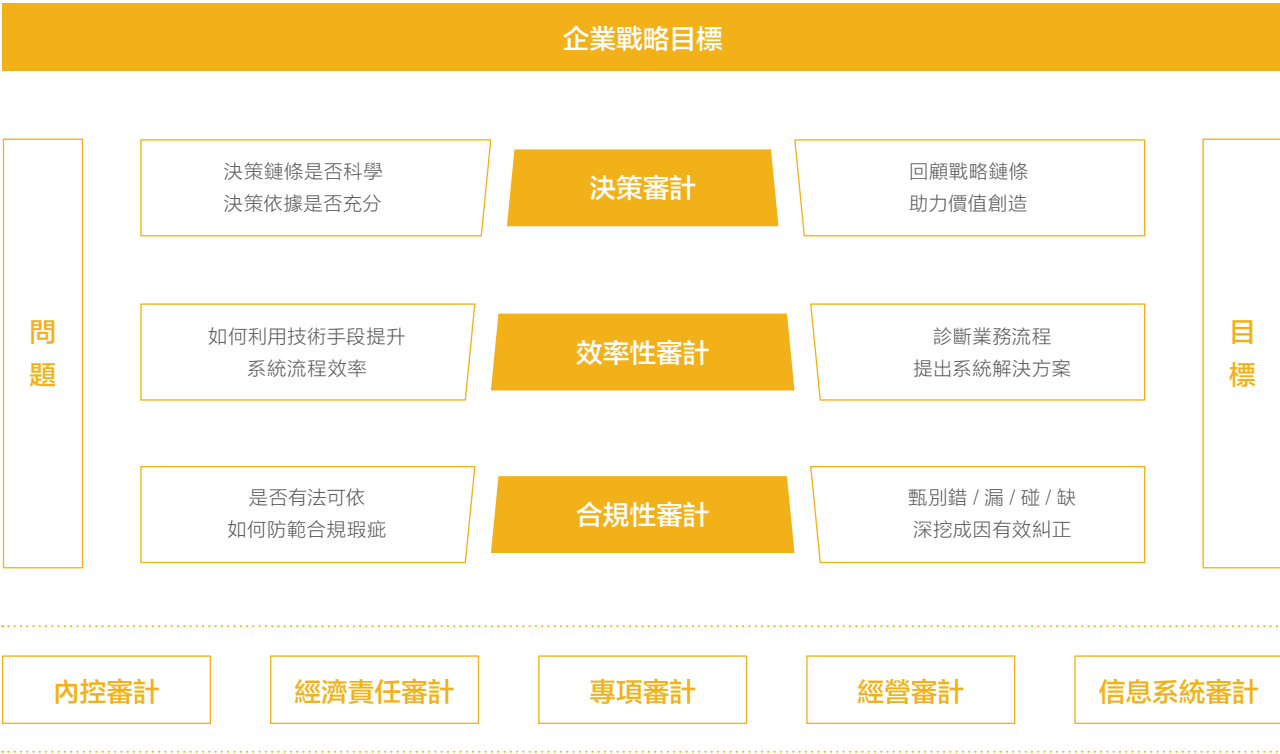 企業戰略目標
問
題
決策鏈條是否科學
決策依據是否充分
決策審計
回顧戰略鏈條
助力價值創造
如何利用技術手段提升
系統流程效率
效率性審計
診斷業務流程
提出系統解決方案
是否有法可依
如何防範合規瑕疵
合規性審計
甄別錯 / 漏 / 碰 / 缺
深挖成因有效糾正
目
標
內控審計
經濟責任審計
專項審計
經營審計
信息系統審計